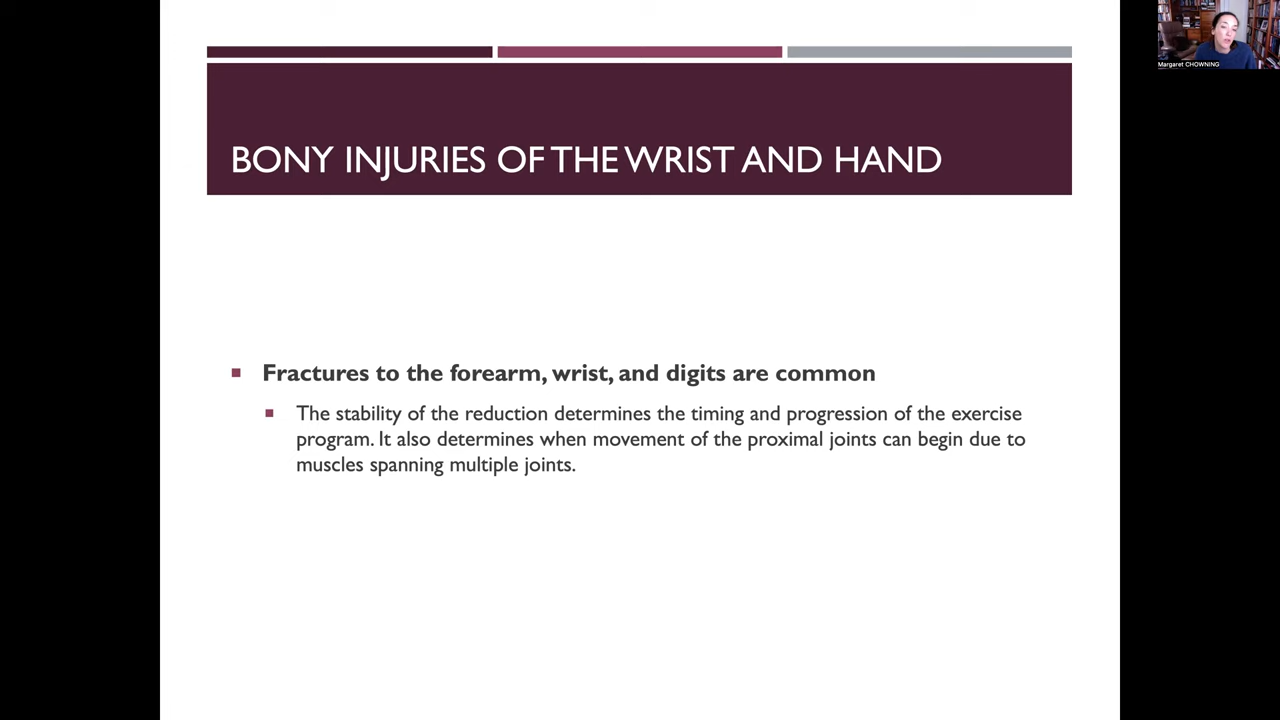 Margaret CHOWNING
BONY INJURIES OF THE WRIST AND HAND
Fractures to the forearm, wrist, and digits are common
The stability of the reduction determines the timing and progression of the exercise
program. It also determines when movement of the proximal joints can begin due to
muscles spanning multiple joints.